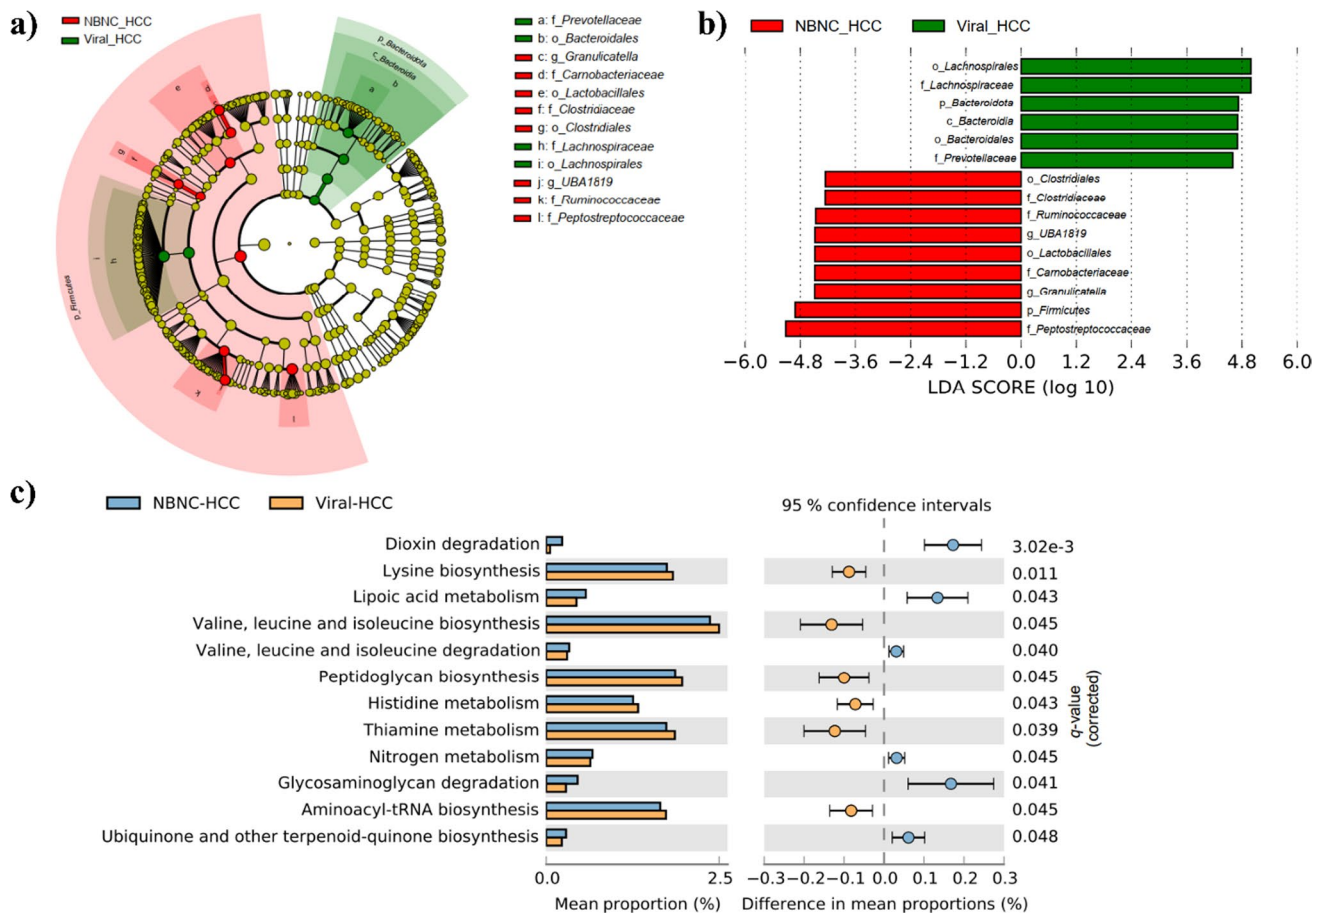 a)
NBNC_HCC
Viral_HCC
p_Bacteroidota
c_Bacteroidia
b
a
e
d
c
g
f
i
h
p_Firmicutes
k
l
a: f_Prevotellaceae
b: o_Bacteroidales
c: g_Granulicatella
d: f_Carnobacteriaceae
e: o_Lactobacillales
f: f_Clostridiaceae
g: o_Clostridiales
h: f_Lachnospiraceae
i: o_Lachnospirales
j: g_UBA1819
k: f_Ruminococcaceae
l: f_Peptostreptococcaceae
b)
NBNC_HCC
Viral_HCC
o_Lachnospirales
f_Lachnospiraceae
p_Bacteroidota
c_Bacteroidia
o_Bacteroidales
f_Prevotellaceae
o_Clostridiales
f_Clostridiaceae
f_Ruminococcaceae
g_UBA1819
o_Lactobacillales
f_Carnobacteriaceae
g_Granulicatella
p_Firmicutes
f_Peptostreptococcaceae
−6.0 −4.8 −3.6 −2.4 −1.2 0.0 1.2 2.4 3.6 4.8 6.0
LDA SCORE (log 10)
c)
NBNC-HCC
Viral-HCC
95 % confidence intervals
Dioxin degradation 3.02e-3
Lysine biosynthesis 0.011
Lipoic acid metabolism 0.043
Valine, leucine and isoleucine biosynthesis 0.045
Valine, leucine and isoleucine degradation 0.040
Peptidoglycan biosynthesis 0.045
Histidine metabolism 0.043
Thiamine metabolism 0.039
Nitrogen metabolism 0.045
Glycosaminoglycan degradation 0.041
Aminoacyl-tRNA biosynthesis 0.045
Ubiquinone and other terpenoid-quinone biosynthesis 0.048
q-value
(corrected)
0.0 2.5
Mean proportion (%)
−0.3 −0.2 −0.1 0.0 0.1 0.2 0.3
Difference in mean proportions (%)